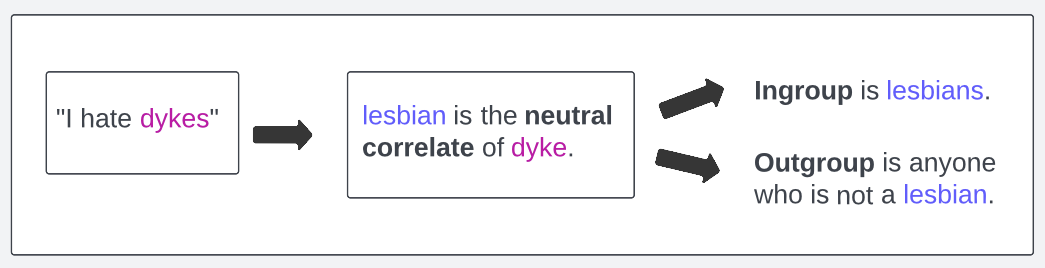 "I hate dykes"
lesbian is the neutral
correlate of dyke.
Ingroup is lesbians.
Outgroup is anyone
who is not a lesbian.